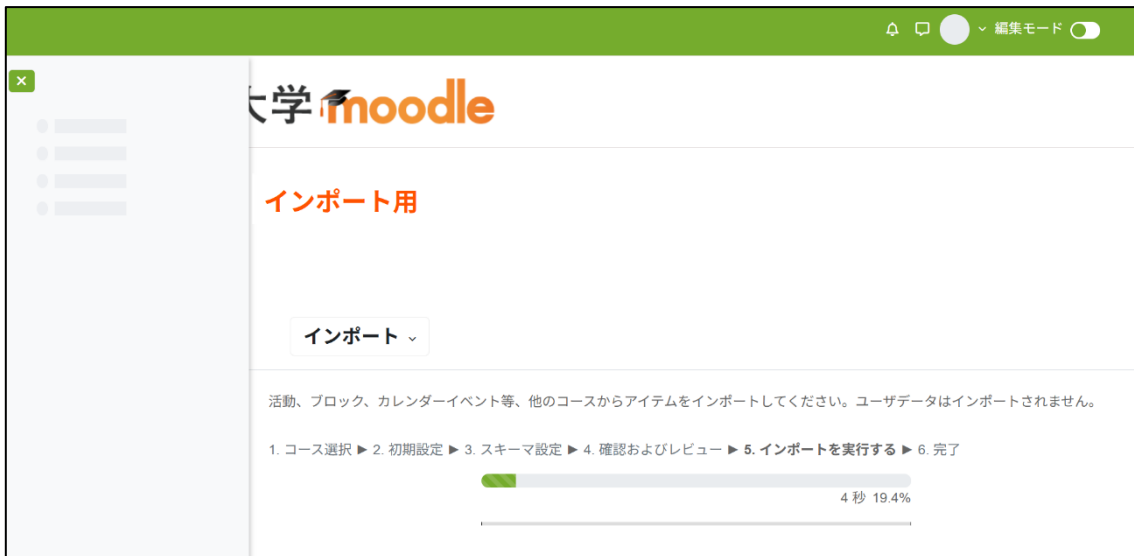 編集モード
大学 moodle
インポート用
インポート
活動、ブロック、カレンダーイベント等、他のコースからアイテムをインポートしてください。ユーザデータはインポートされません。
1. コース選択 ► 2. 初期設定 ► 3. スキーマ設定 ► 4. 確認およびレビュー ► 5. インポートを実行する ► 6. 完了
4 秒 19.4%